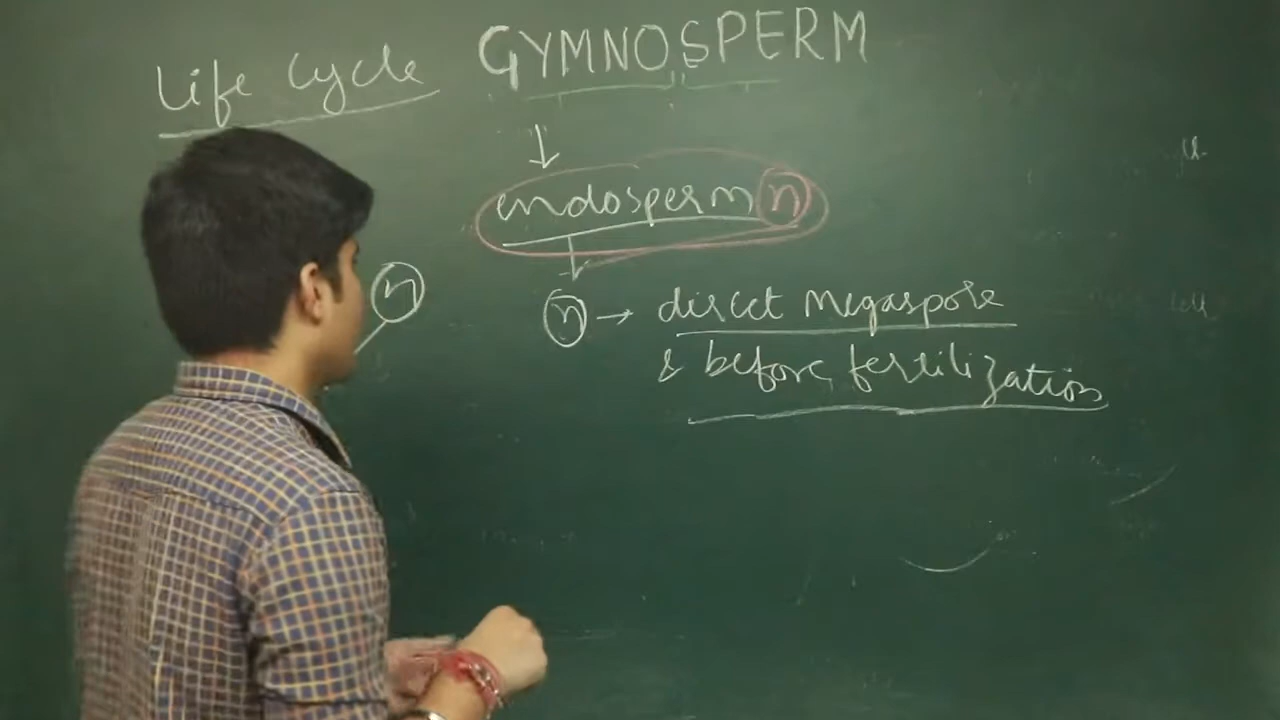 Life Cycle GYMNOSPERM
↓
endosperm n
n
n → direct Megaspore
& before fertilization